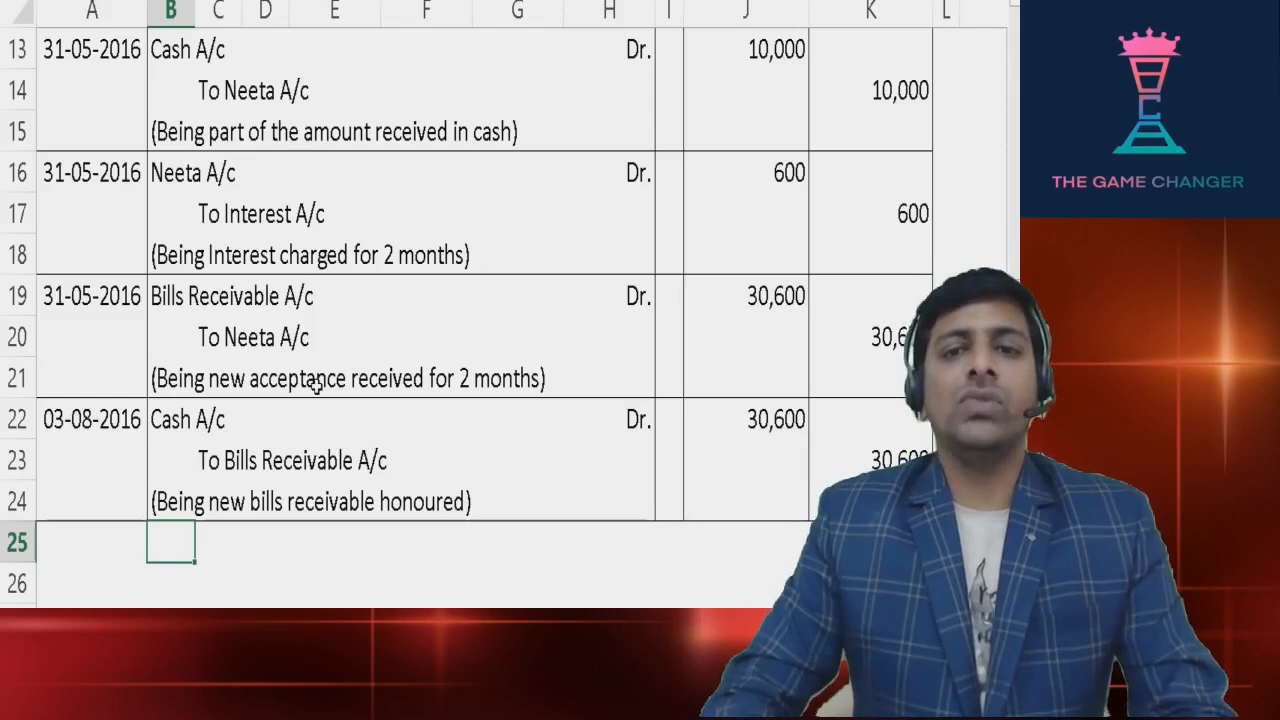 A B C D E F G H I J K L
13 31-05-2016 Cash A/c Dr. 10,000
14 To Neeta A/c 10,000
15 (Being part of the amount received in cash)
16 31-05-2016 Neeta A/c Dr. 600
17 To Interest A/c 600
18 (Being Interest charged for 2 months)
19 31-05-2016 Bills Receivable A/c Dr. 30,600
20 To Neeta A/c
21 (Being new acceptance received for 2 months)
22 03-08-2016 Cash A/c Dr. 30,600
23 To Bills Receivable A/c 30,600
24 (Being new bills receivable honoured)
25
26
THE GAME CHANGER